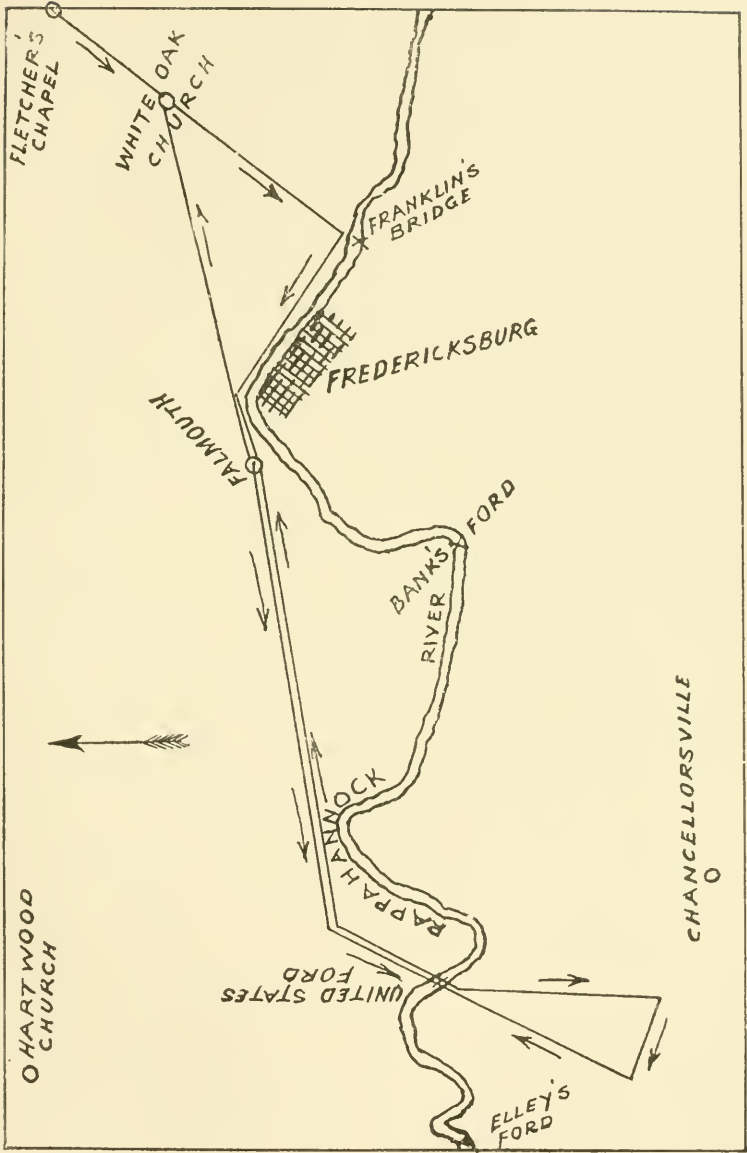 FLETCHER'S
CHAPEL
WHITE OAK
CHURCH
FRANKLIN'S
BRIDGE
FREDERICKSBURG
FALMOUTH
BANK'S FORD
RAPPAHANNOCK RIVER
CHANCELLORSVILLE
HARTWOOD
CHURCH
UNITED STATES
FORD
ELLEY'S
FORD